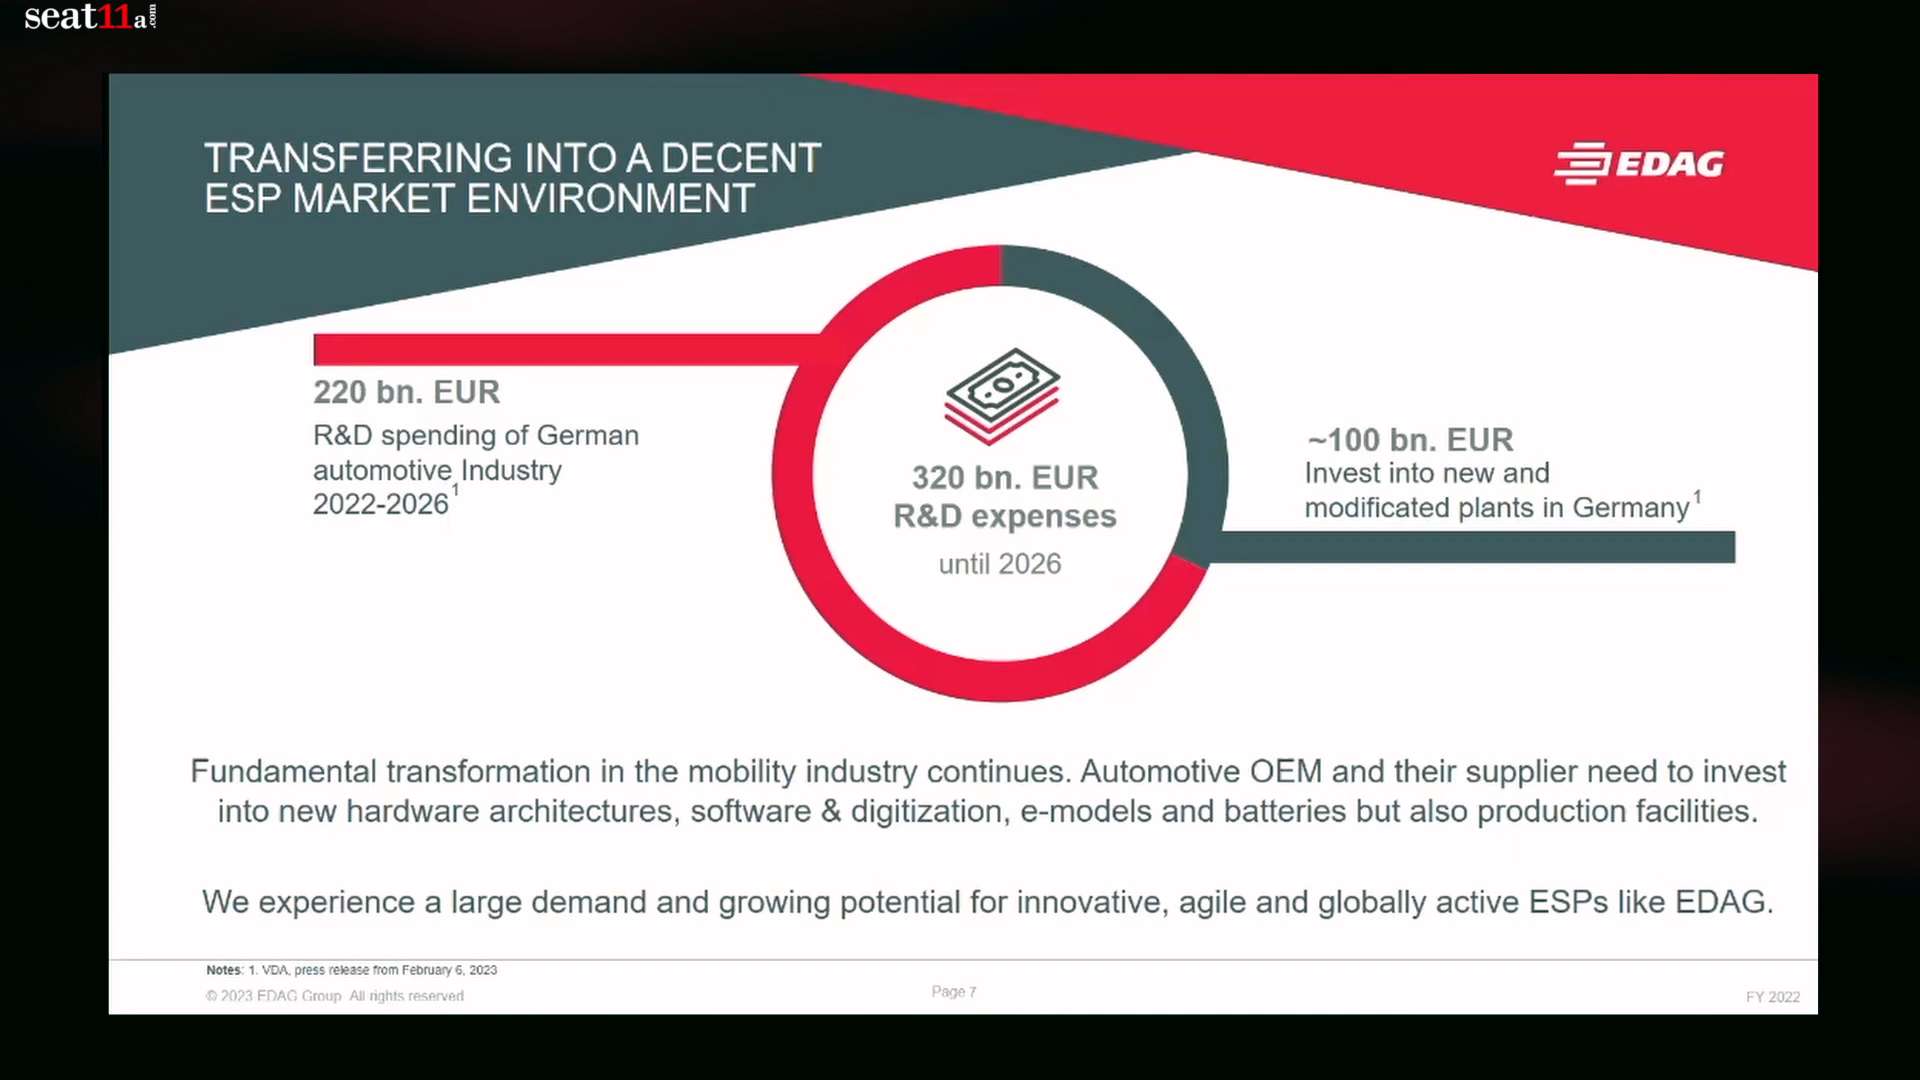 seat11a.com
TRANSFERRING INTO A DECENT
ESP MARKET ENVIRONMENT
EDAG
220 bn. EUR
R&D spending of German
automotive Industry
2022-2026¹
320 bn. EUR
R&D expenses
until 2026
~100 bn. EUR
Invest into new and
modificated plants in Germany¹
Fundamental transformation in the mobility industry continues. Automotive OEM and their supplier need to invest
into new hardware architectures, software & digitization, e-models and batteries but also production facilities.
We experience a large demand and growing potential for innovative, agile and globally active ESPs like EDAG.
Notes: 1. VDA, press release from February 6, 2023
© 2023 EDAG Group. All rights reserved
Page 7
FY 2022